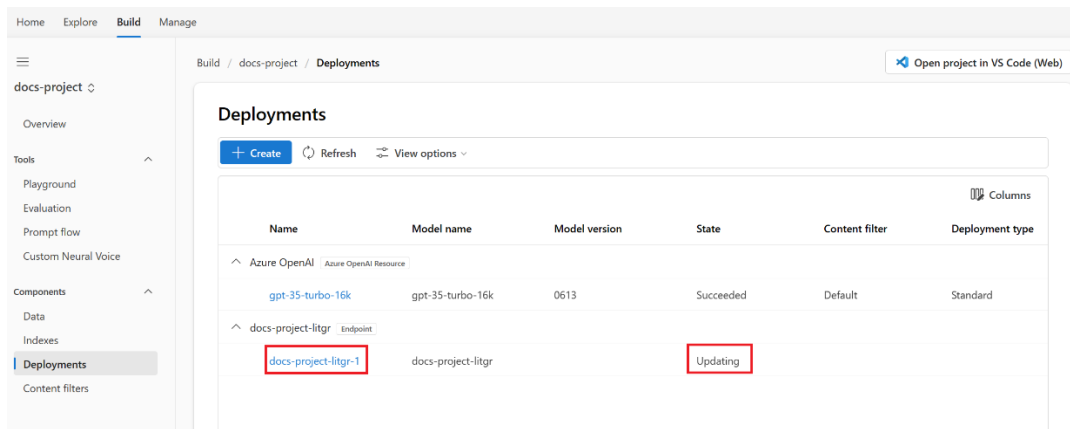 Home Explore Build Manage
Build / docs-project / Deployments
Open project in VS Code (Web)
docs-project
Overview
Tools
Playground
Evaluation
Prompt flow
Custom Neural Voice
Components
Data
Indexes
Deployments
Content filters
Deployments
Create Refresh View options
Columns
Name Model name Model version State Content filter Deployment type
Azure OpenAI Azure OpenAI Resource
gpt-35-turbo-16k gpt-35-turbo-16k 0613 Succeeded Default Standard
docs-project-litgr Endpoint
docs-project-litgr-1 docs-project-litgr Updating